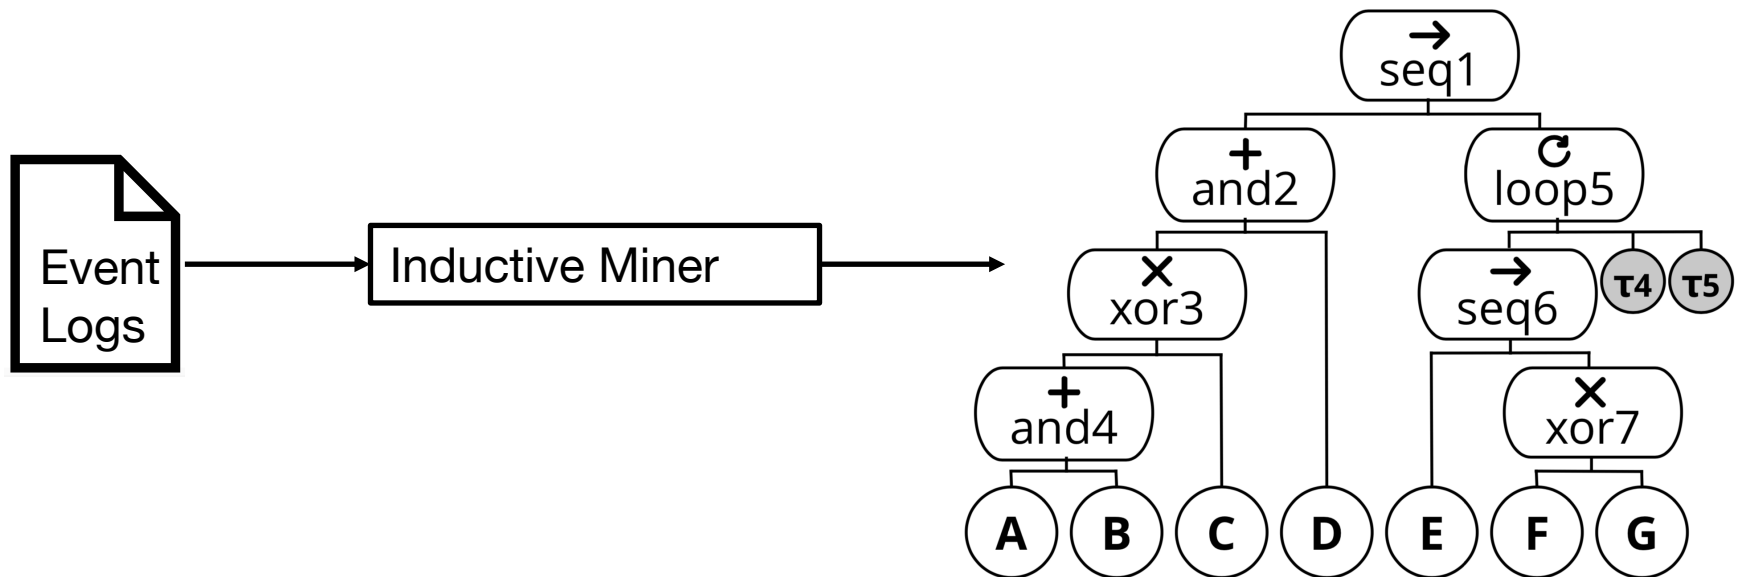 Event
Logs
Inductive Miner
seq1
and2
loop5
xor3
seq6
τ4
τ5
and4
xor7
A
B
C
D
E
F
G